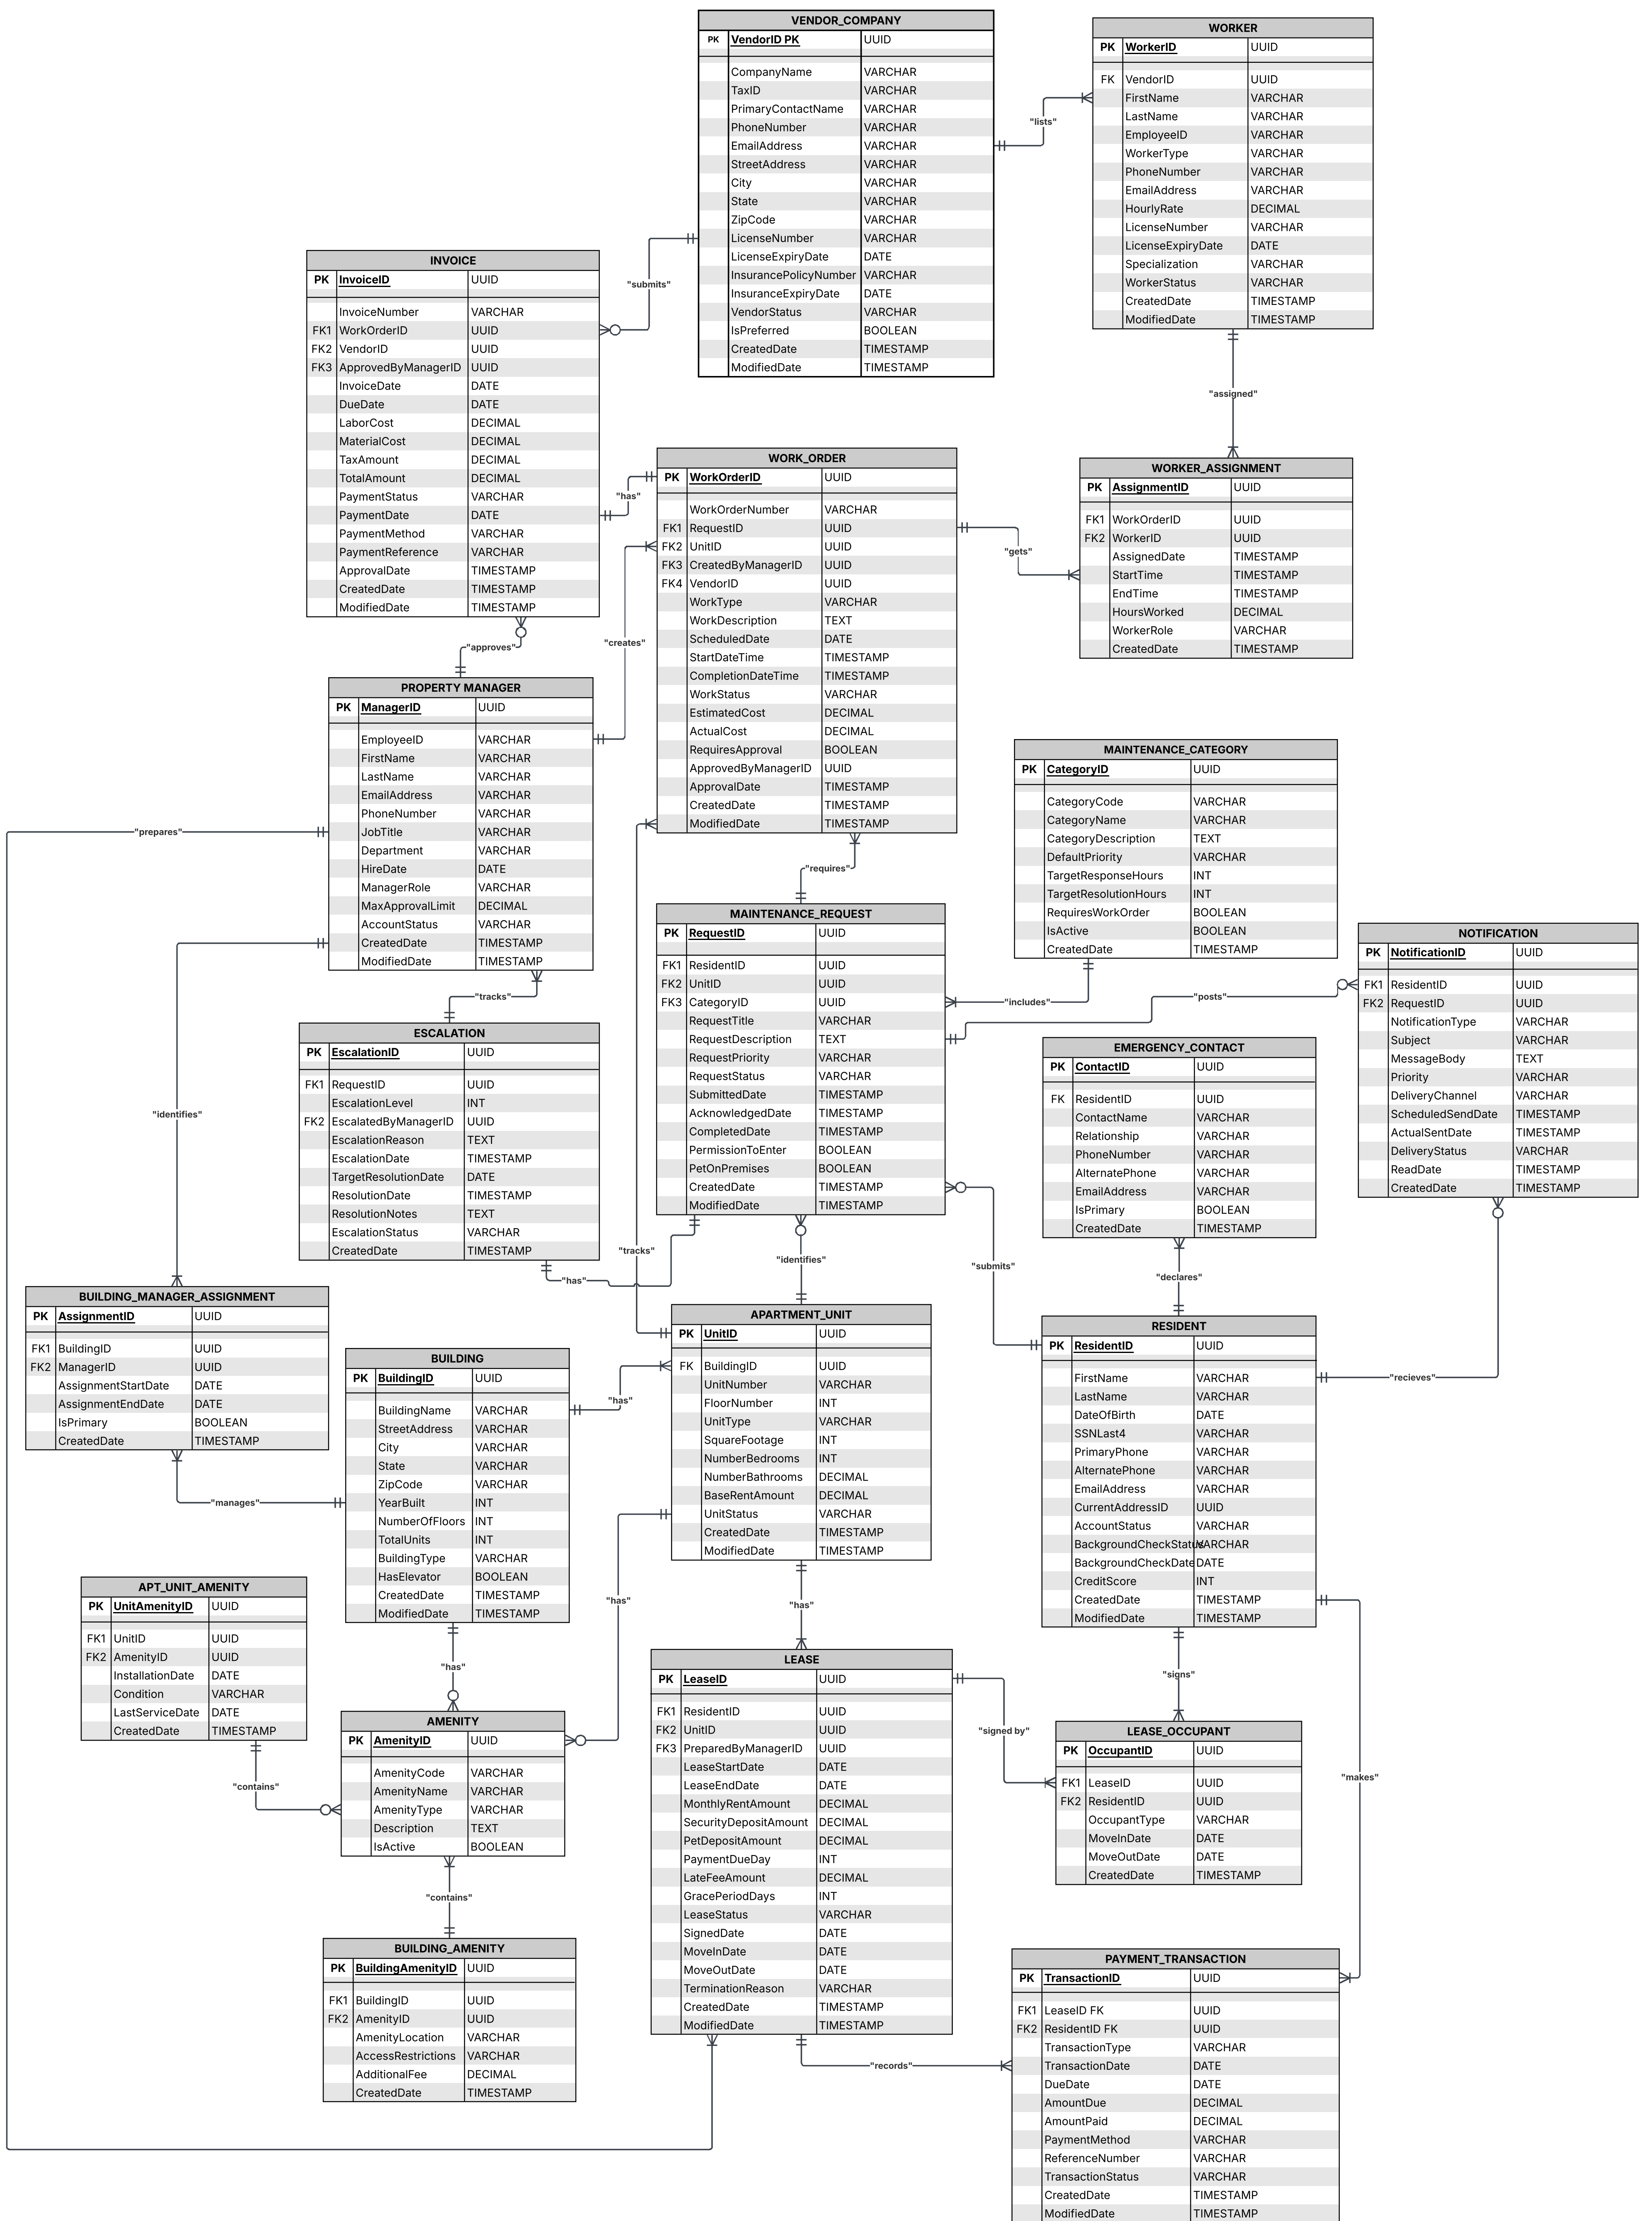 VENDOR_COMPANY
PK VendorID PK UUID
CompanyName VARCHAR
TaxID VARCHAR
PrimaryContactName VARCHAR
PhoneNumber VARCHAR
EmailAddress VARCHAR
StreetAddress VARCHAR
City VARCHAR
State VARCHAR
ZipCode VARCHAR
LicenseNumber VARCHAR
LicenseExpiryDate DATE
InsurancePolicyNumber VARCHAR
InsuranceExpiryDate DATE
VendorStatus VARCHAR
IsPreferred BOOLEAN
CreatedDate TIMESTAMP
ModifiedDate TIMESTAMP
"lists"
WORKER
PK WorkerID UUID
FK VendorID UUID
FirstName VARCHAR
LastName VARCHAR
EmployeeID VARCHAR
WorkerType VARCHAR
PhoneNumber VARCHAR
EmailAddress VARCHAR
HourlyRate DECIMAL
LicenseNumber VARCHAR
LicenseExpiryDate DATE
Specialization VARCHAR
WorkerStatus VARCHAR
CreatedDate TIMESTAMP
ModifiedDate TIMESTAMP
"submits"
"assigned"
INVOICE
PK InvoiceID UUID
InvoiceNumber VARCHAR
FK1 WorkOrderID UUID
FK2 VendorID UUID
FK3 ApprovedByManagerID UUID
InvoiceDate DATE
DueDate DATE
LaborCost DECIMAL
MaterialCost DECIMAL
TaxAmount DECIMAL
TotalAmount DECIMAL
PaymentStatus VARCHAR
PaymentDate DATE
PaymentMethod VARCHAR
PaymentReference VARCHAR
ApprovalDate TIMESTAMP
CreatedDate TIMESTAMP
ModifiedDate TIMESTAMP
"has"
"approves"
"creates"
WORK_ORDER
PK WorkOrderID UUID
WorkOrderNumber VARCHAR
FK1 RequestID UUID
FK2 UnitID UUID
FK3 CreatedByManagerID UUID
FK4 VendorID UUID
WorkType VARCHAR
WorkDescription TEXT
ScheduledDate DATE
StartDateTime TIMESTAMP
CompletionDateTime TIMESTAMP
WorkStatus VARCHAR
EstimatedCost DECIMAL
ActualCost DECIMAL
RequiresApproval BOOLEAN
ApprovedByManagerID UUID
ApprovalDate TIMESTAMP
CreatedDate TIMESTAMP
ModifiedDate TIMESTAMP
"gets"
WORKER_ASSIGNMENT
PK AssignmentID UUID
FK1 WorkOrderID UUID
FK2 WorkerID UUID
AssignedDate TIMESTAMP
StartTime TIMESTAMP
EndTime TIMESTAMP
HoursWorked DECIMAL
WorkerRole VARCHAR
CreatedDate TIMESTAMP
PROPERTY MANAGER
PK ManagerID UUID
EmployeeID VARCHAR
FirstName VARCHAR
LastName VARCHAR
EmailAddress VARCHAR
PhoneNumber VARCHAR
JobTitle VARCHAR
Department VARCHAR
HireDate DATE
ManagerRole VARCHAR
MaxApprovalLimit DECIMAL
AccountStatus VARCHAR
CreatedDate TIMESTAMP
ModifiedDate TIMESTAMP
"prepares"
"requires"
"tracks"
MAINTENANCE_CATEGORY
PK CategoryID UUID
CategoryCode VARCHAR
CategoryName VARCHAR
CategoryDescription TEXT
DefaultPriority VARCHAR
TargetResponseHours INT
TargetResolutionHours INT
RequiresWorkOrder BOOLEAN
IsActive BOOLEAN
CreatedDate TIMESTAMP
MAINTENANCE_REQUEST
PK RequestID UUID
FK1 ResidentID UUID
FK2 UnitID UUID
FK3 CategoryID UUID
RequestTitle VARCHAR
RequestDescription TEXT
RequestPriority VARCHAR
RequestStatus VARCHAR
SubmittedDate TIMESTAMP
AcknowledgedDate TIMESTAMP
CompletedDate TIMESTAMP
PermissionToEnter BOOLEAN
PetOnPremises BOOLEAN
CreatedDate TIMESTAMP
ModifiedDate TIMESTAMP
"includes"
"posts"
NOTIFICATION
PK NotificationID UUID
FK1 ResidentID UUID
FK2 RequestID UUID
NotificationType VARCHAR
Subject VARCHAR
MessageBody TEXT
Priority VARCHAR
DeliveryChannel VARCHAR
ScheduledSendDate TIMESTAMP
ActualSentDate TIMESTAMP
DeliveryStatus VARCHAR
ReadDate TIMESTAMP
CreatedDate TIMESTAMP
ESCALATION
PK EscalationID UUID
FK1 RequestID UUID
EscalationLevel INT
FK2 EscalatedByManagerID UUID
EscalationReason TEXT
EscalationDate TIMESTAMP
TargetResolutionDate DATE
ResolutionDate TIMESTAMP
ResolutionNotes TEXT
EscalationStatus VARCHAR
CreatedDate TIMESTAMP
"identifies"
EMERGENCY_CONTACT
PK ContactID UUID
FK ResidentID UUID
ContactName VARCHAR
Relationship VARCHAR
PhoneNumber VARCHAR
AlternatePhone VARCHAR
EmailAddress VARCHAR
IsPrimary BOOLEAN
CreatedDate TIMESTAMP
"has"
"tracks"
"identifies"
"submits"
"declares"
BUILDING_MANAGER_ASSIGNMENT
PK AssignmentID UUID
FK1 BuildingID UUID
FK2 ManagerID UUID
AssignmentStartDate DATE
AssignmentEndDate DATE
IsPrimary BOOLEAN
CreatedDate TIMESTAMP
"manages"
BUILDING
PK BuildingID UUID
BuildingName VARCHAR
StreetAddress VARCHAR
City VARCHAR
State VARCHAR
ZipCode VARCHAR
YearBuilt INT
NumberOfFloors INT
TotalUnits INT
BuildingType VARCHAR
HasElevator BOOLEAN
CreatedDate TIMESTAMP
ModifiedDate TIMESTAMP
"has"
APARTMENT_UNIT
PK UnitID UUID
FK BuildingID UUID
UnitNumber VARCHAR
FloorNumber INT
UnitType VARCHAR
SquareFootage INT
NumberBedrooms INT
NumberBathrooms DECIMAL
BaseRentAmount DECIMAL
UnitStatus VARCHAR
CreatedDate TIMESTAMP
ModifiedDate TIMESTAMP
RESIDENT
PK ResidentID UUID
FirstName VARCHAR
LastName VARCHAR
DateOfBirth DATE
SSNLast4 VARCHAR
PrimaryPhone VARCHAR
AlternatePhone VARCHAR
EmailAddress VARCHAR
CurrentAddressID UUID
AccountStatus VARCHAR
BackgroundCheckStatus VARCHAR
BackgroundCheckDate DATE
CreditScore INT
CreatedDate TIMESTAMP
ModifiedDate TIMESTAMP
"recieves"
APT_UNIT_AMENITY
PK UnitAmenityID UUID
FK1 UnitID UUID
FK2 AmenityID UUID
InstallationDate DATE
Condition VARCHAR
LastServiceDate DATE
CreatedDate TIMESTAMP
"contains"
"has"
"has"
"has"
"signs"
AMENITY
PK AmenityID UUID
AmenityCode VARCHAR
AmenityName VARCHAR
AmenityType VARCHAR
Description TEXT
IsActive BOOLEAN
"contains"
BUILDING_AMENITY
PK BuildingAmenityID UUID
FK1 BuildingID UUID
FK2 AmenityID UUID
AmenityLocation VARCHAR
AccessRestrictions VARCHAR
AdditionalFee DECIMAL
CreatedDate TIMESTAMP
LEASE
PK LeaseID UUID
FK1 ResidentID UUID
FK2 UnitID UUID
FK3 PreparedByManagerID UUID
LeaseStartDate DATE
LeaseEndDate DATE
MonthlyRentAmount DECIMAL
SecurityDepositAmount DECIMAL
PetDepositAmount DECIMAL
PaymentDueDay INT
LateFeeAmount DECIMAL
GracePeriodDays INT
LeaseStatus VARCHAR
SignedDate DATE
MoveInDate DATE
MoveOutDate DATE
TerminationReason VARCHAR
CreatedDate TIMESTAMP
ModifiedDate TIMESTAMP
"signed by"
LEASE_OCCUPANT
PK OccupantID UUID
FK1 LeaseID UUID
FK2 ResidentID UUID
OccupantType VARCHAR
MoveInDate DATE
MoveOutDate DATE
CreatedDate TIMESTAMP
"makes"
"records"
PAYMENT_TRANSACTION
PK TransactionID UUID
FK1 LeaseID FK UUID
FK2 ResidentID FK UUID
TransactionType VARCHAR
TransactionDate DATE
DueDate DATE
AmountDue DECIMAL
AmountPaid DECIMAL
PaymentMethod VARCHAR
ReferenceNumber VARCHAR
TransactionStatus VARCHAR
CreatedDate TIMESTAMP
ModifiedDate TIMESTAMP